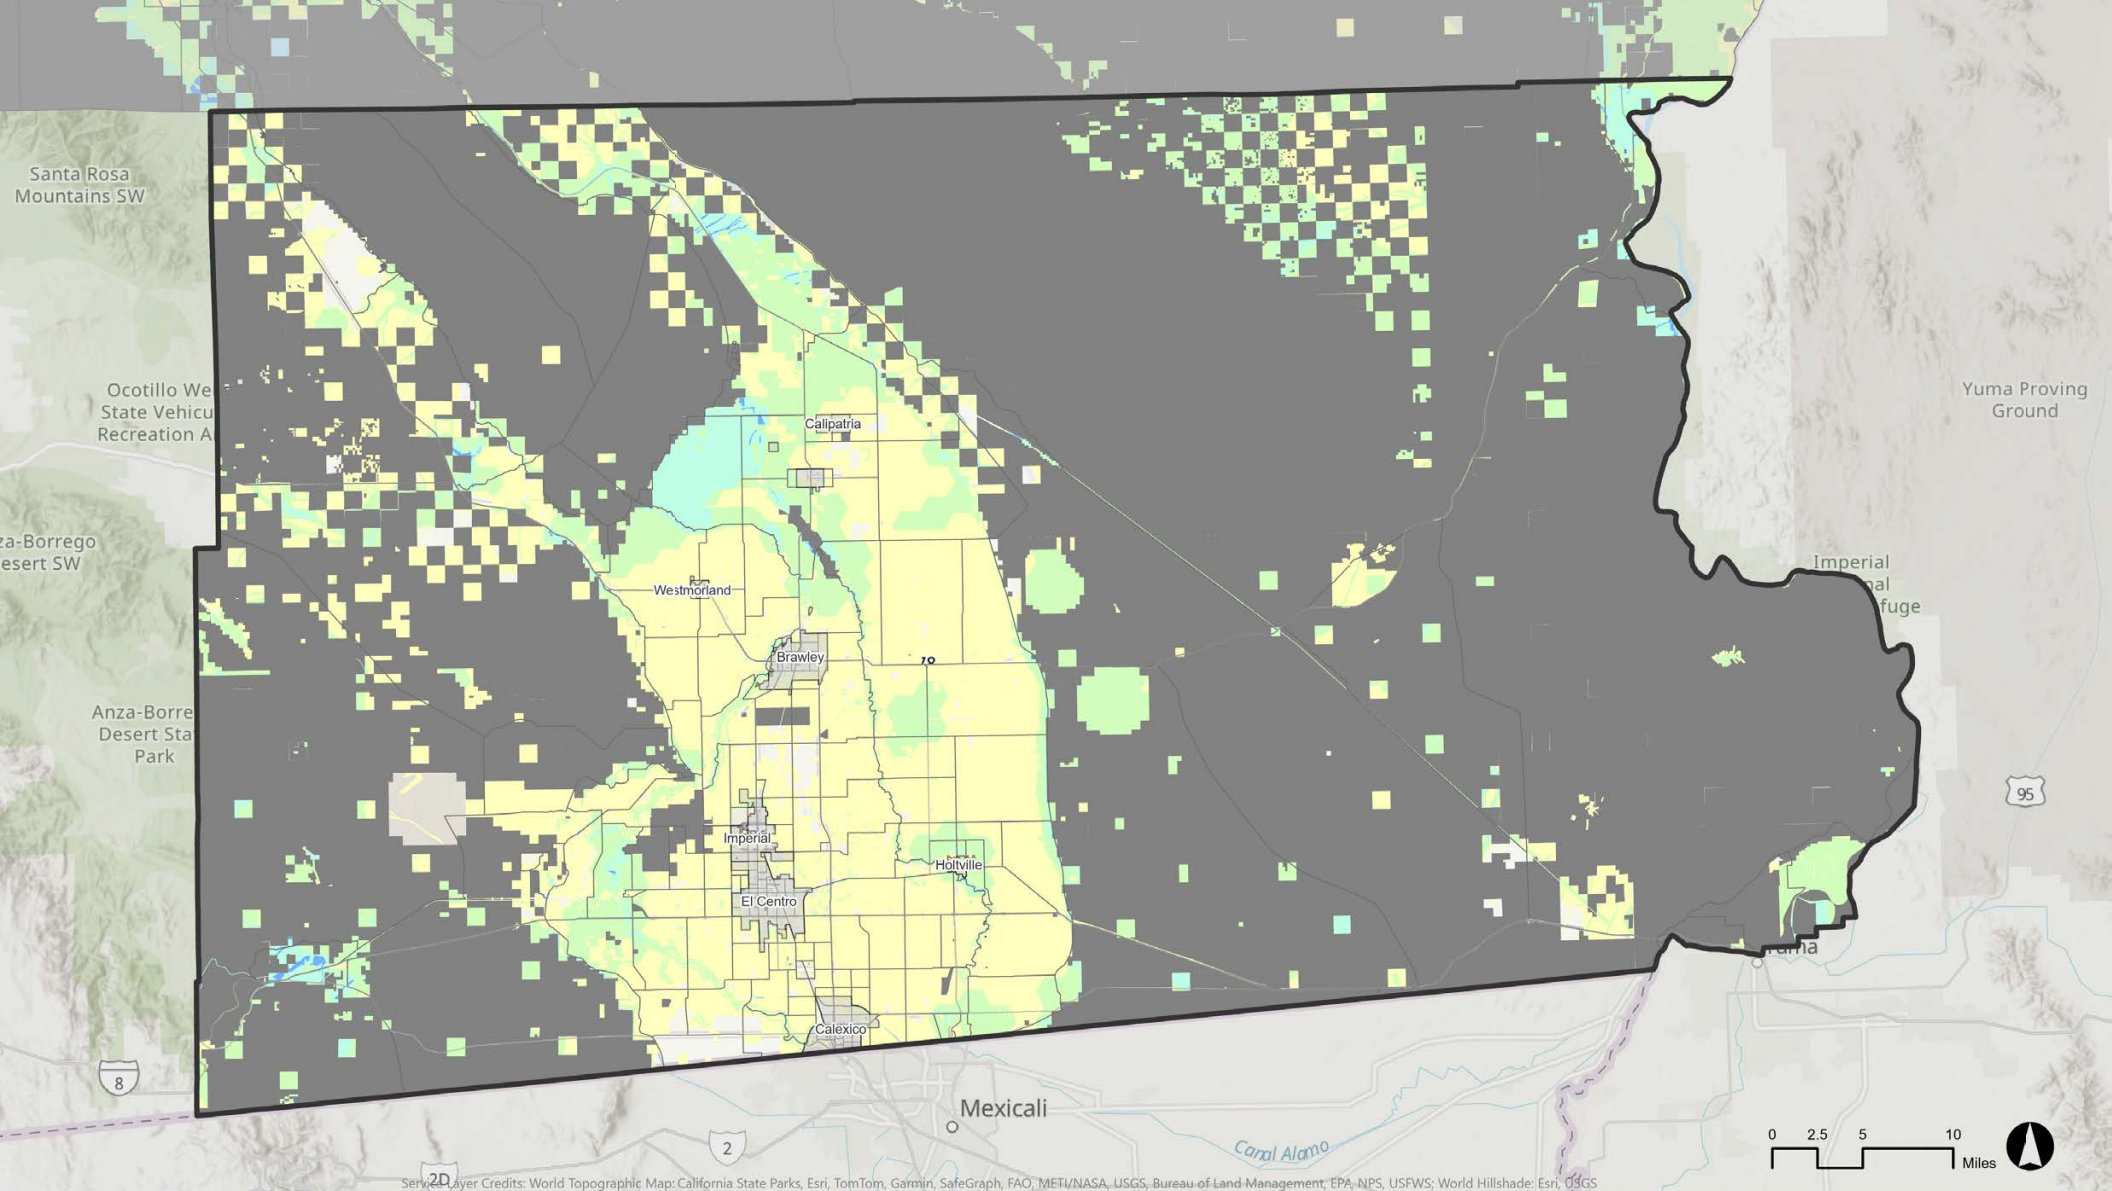 Santa Rosa
Mountains SW
Ocotillo We
State Vehicu
Recreation A
za-Borrego
esert SW
Anza-Borre
Desert Sta
Park
Calipatria
Westmorland
Brawley
Imperial
El Centro
Holtville
Calexico
Yuma Proving
Ground
Imperial
nal
fuge
95
uma
8
Mexicali
2
2D
Canal Alamo
0 2.5 5 10
Miles
Service Layer Credits: World Topographic Map: California State Parks, Esri, TomTom, Garmin, SafeGraph, FAO, METI/NASA, USGS, Bureau of Land Management, EPA, NPS, USFWS; World Hillshade: Esri, USGS